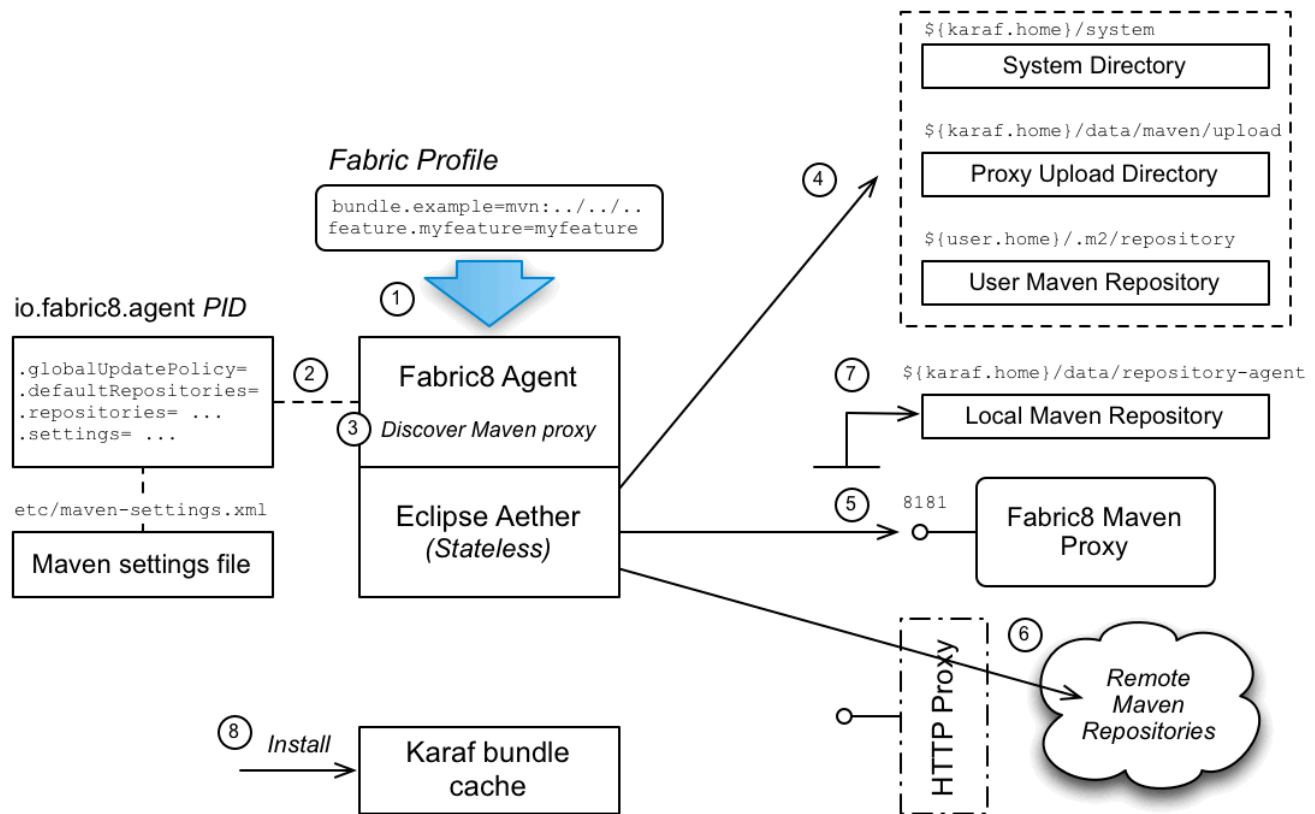 ${karaf.home}/system
System Directory
${karaf.home}/data/maven/upload
Proxy Upload Directory
${user.home}/.m2/repository
User Maven Repository
4
Fabric Profile
bundle.example=mvn:../../..
feature.myfeature=myfeature
1
io.fabric8.agent PID
.globalUpdatePolicy=
.defaultRepositories=
.repositories= ...
.settings= ...
2
Fabric8 Agent
3
Discover Maven proxy
7
${karaf.home}/data/repository-agent
Local Maven Repository
etc/maven-settings.xml
Maven settings file
Eclipse Aether
(Stateless)
5
8181
Fabric8 Maven
Proxy
HTTP Proxy
6
Remote
Maven
Repositories
8
Install
Karaf bundle
cache